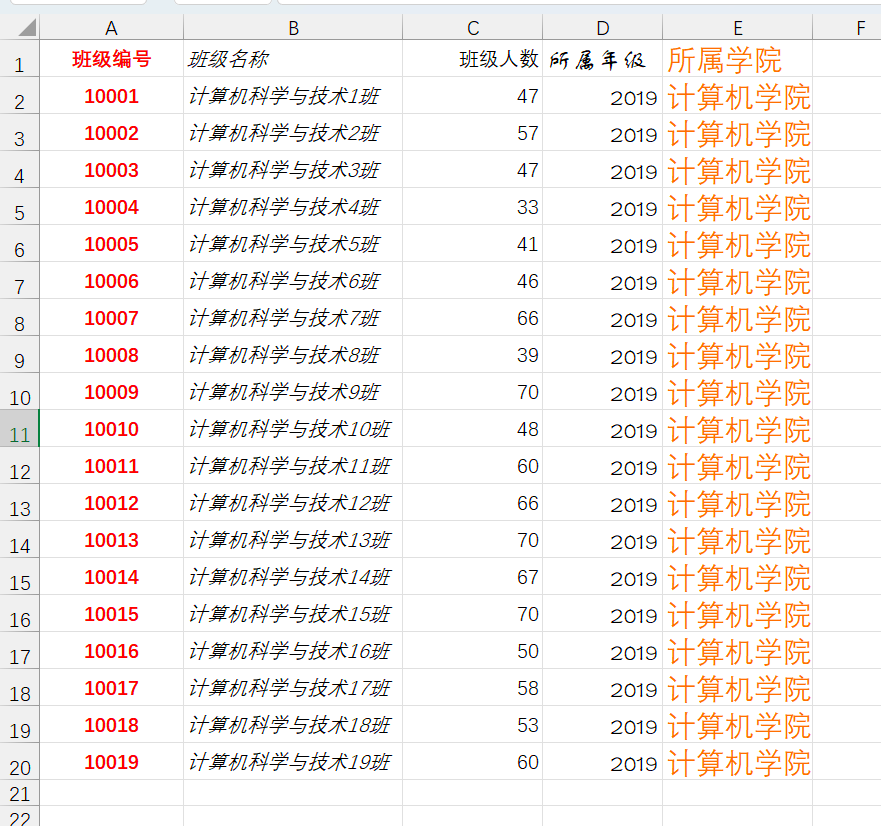 A B C D E F
1 班级编号 班级名称 班级人数 所属年级 所属学院
2 10001 计算机科学与技术1班 47 2019 计算机学院
3 10002 计算机科学与技术2班 57 2019 计算机学院
4 10003 计算机科学与技术3班 47 2019 计算机学院
5 10004 计算机科学与技术4班 33 2019 计算机学院
6 10005 计算机科学与技术5班 41 2019 计算机学院
7 10006 计算机科学与技术6班 46 2019 计算机学院
8 10007 计算机科学与技术7班 66 2019 计算机学院
9 10008 计算机科学与技术8班 39 2019 计算机学院
10 10009 计算机科学与技术9班 70 2019 计算机学院
11 10010 计算机科学与技术10班 48 2019 计算机学院
12 10011 计算机科学与技术11班 60 2019 计算机学院
13 10012 计算机科学与技术12班 66 2019 计算机学院
14 10013 计算机科学与技术13班 70 2019 计算机学院
15 10014 计算机科学与技术14班 67 2019 计算机学院
16 10015 计算机科学与技术15班 70 2019 计算机学院
17 10016 计算机科学与技术16班 50 2019 计算机学院
18 10017 计算机科学与技术17班 58 2019 计算机学院
19 10018 计算机科学与技术18班 53 2019 计算机学院
20 10019 计算机科学与技术19班 60 2019 计算机学院
21
22